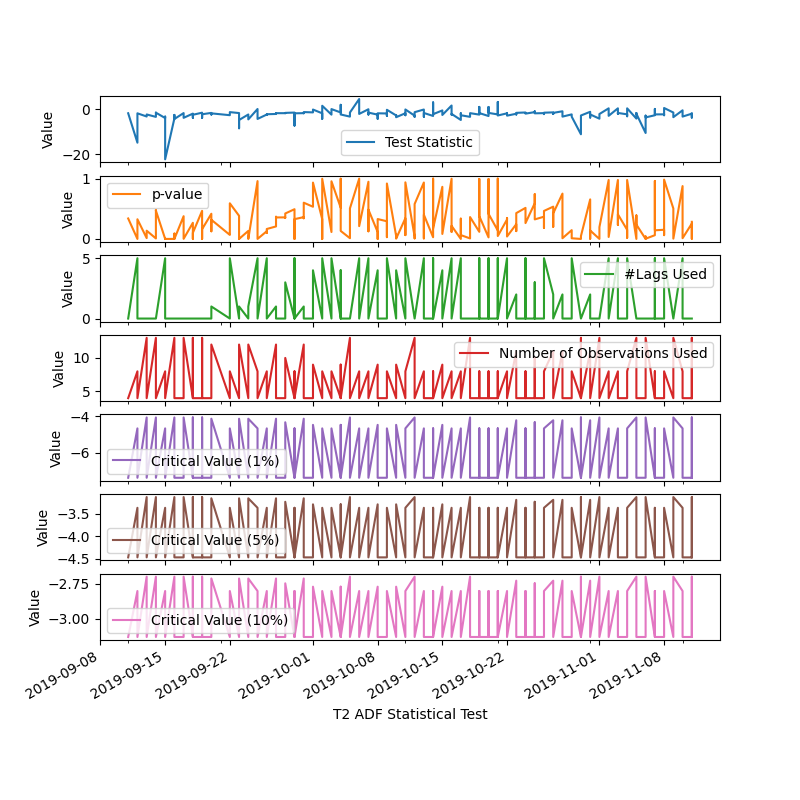 0
−20
Value
Test Statistic
1
0
Value
p-value
5
0
Value
#Lags Used
10
5
Value
Number of Observations Used
−4
−6
Value
Critical Value (1%)
−3.5
−4.0
−4.5
Value
Critical Value (5%)
−2.75
−3.00
Value
Critical Value (10%)
2019-09-08
2019-09-15
2019-09-22
2019-10-01
2019-10-08
2019-10-15
2019-10-22
2019-11-01
2019-11-08
T2 ADF Statistical Test